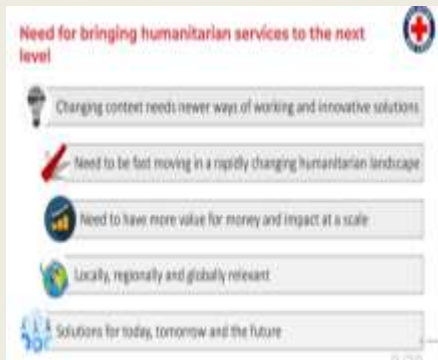 Need for bringing humanitarian services to the next
level
Changing context needs newer ways of working and innovative solutions
Need to be fast moving in a rapidly changing humanitarian landscape
Need to have more value for money and impact at a scale
Locally, regionally and globally relevant
Solutions for today, tomorrow and the future